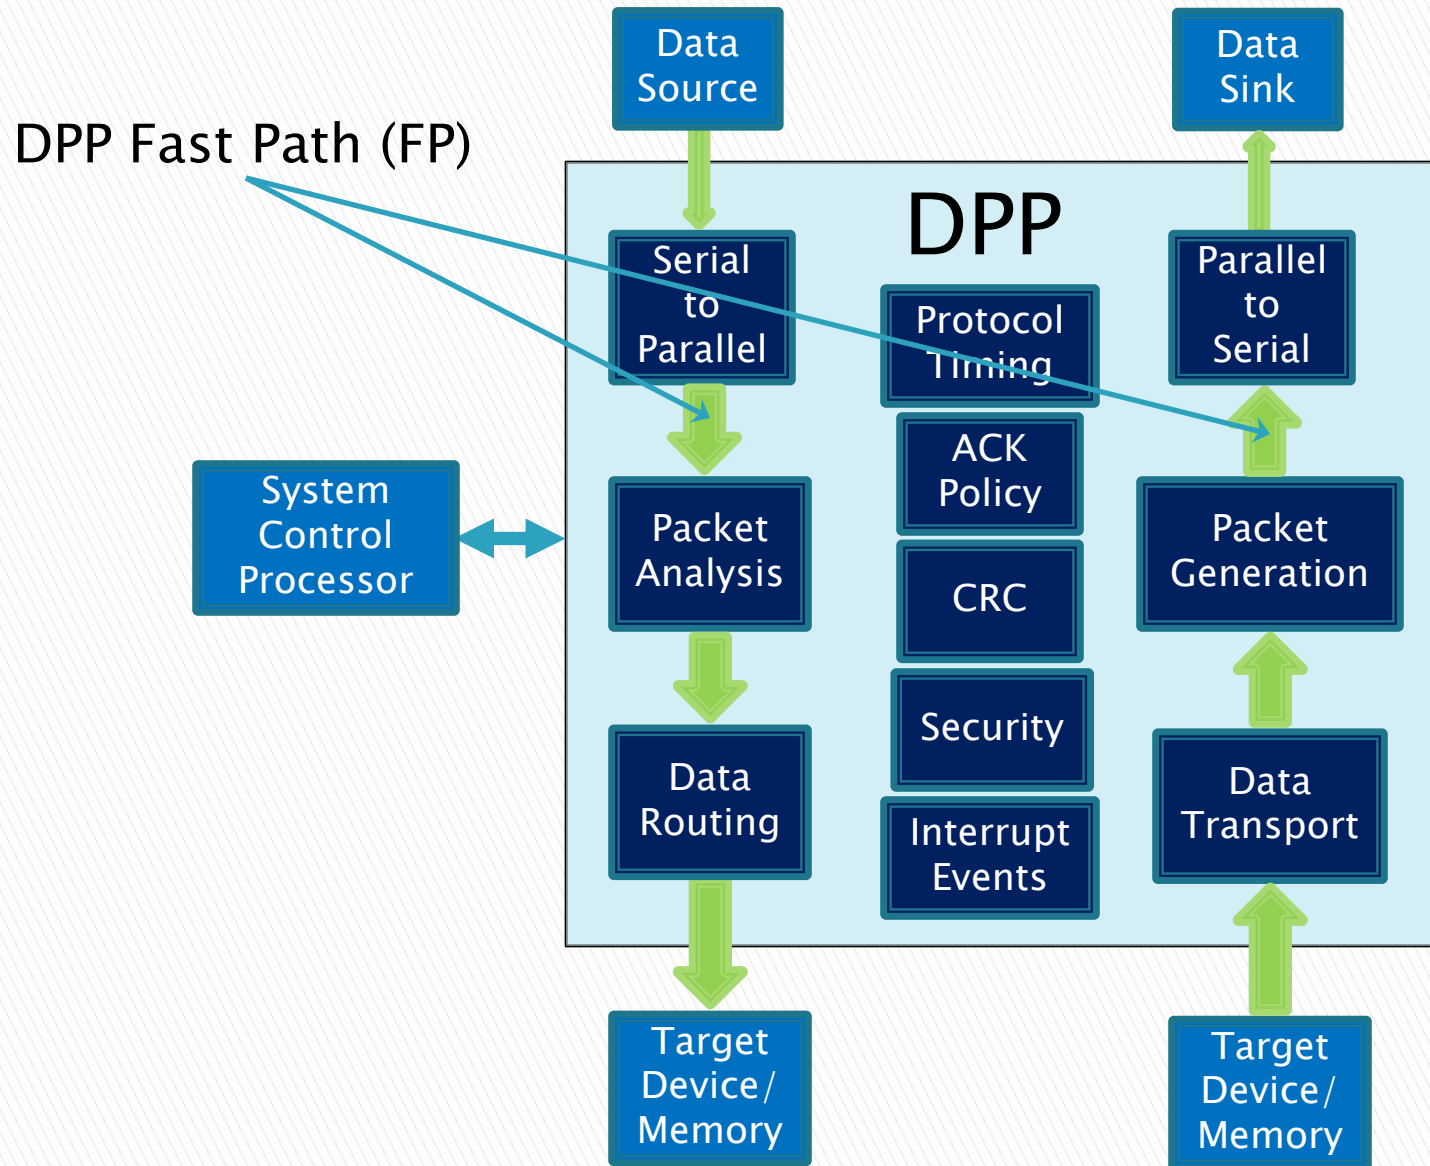 Data
Source
Data
Sink
DPP Fast Path (FP)
DPP
Serial
to
Parallel
Protocol
Timing
Parallel
to
Serial
ACK
Policy
System
Control
Processor
Packet
Analysis
CRC
Packet
Generation
Security
Data
Routing
Interrupt
Events
Data
Transport
Target
Device/
Memory
Target
Device/
Memory